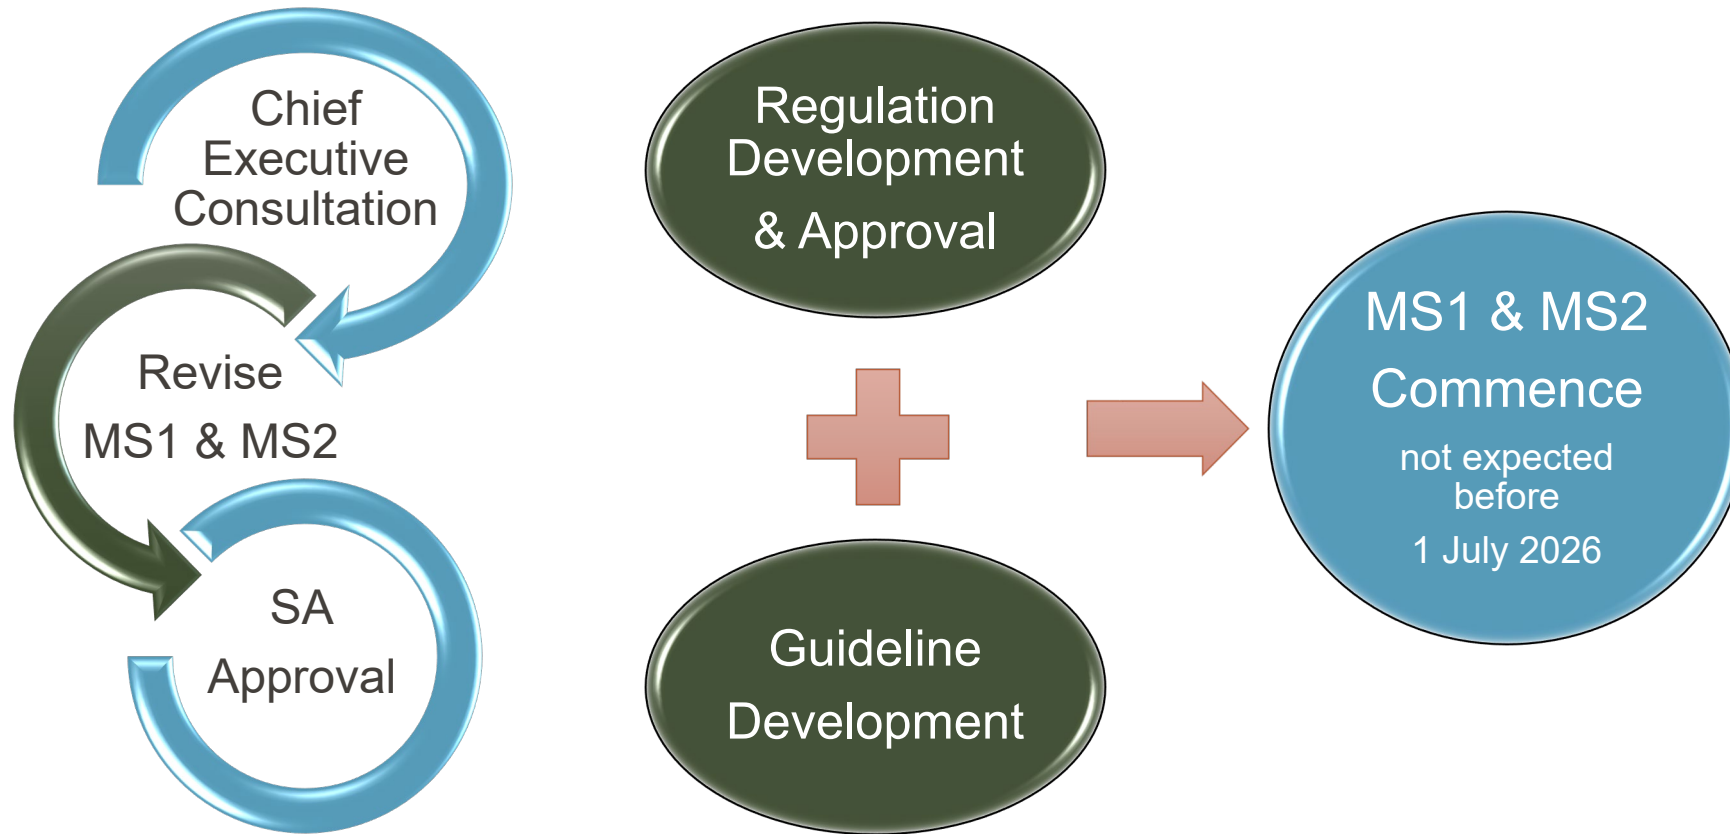 Chief
Executive
Consultation
Revise
MS1 & MS2
SA
Approval
Regulation
Development
& Approval
Guideline
Development
MS1 & MS2
Commence
not expected
before
1 July 2026